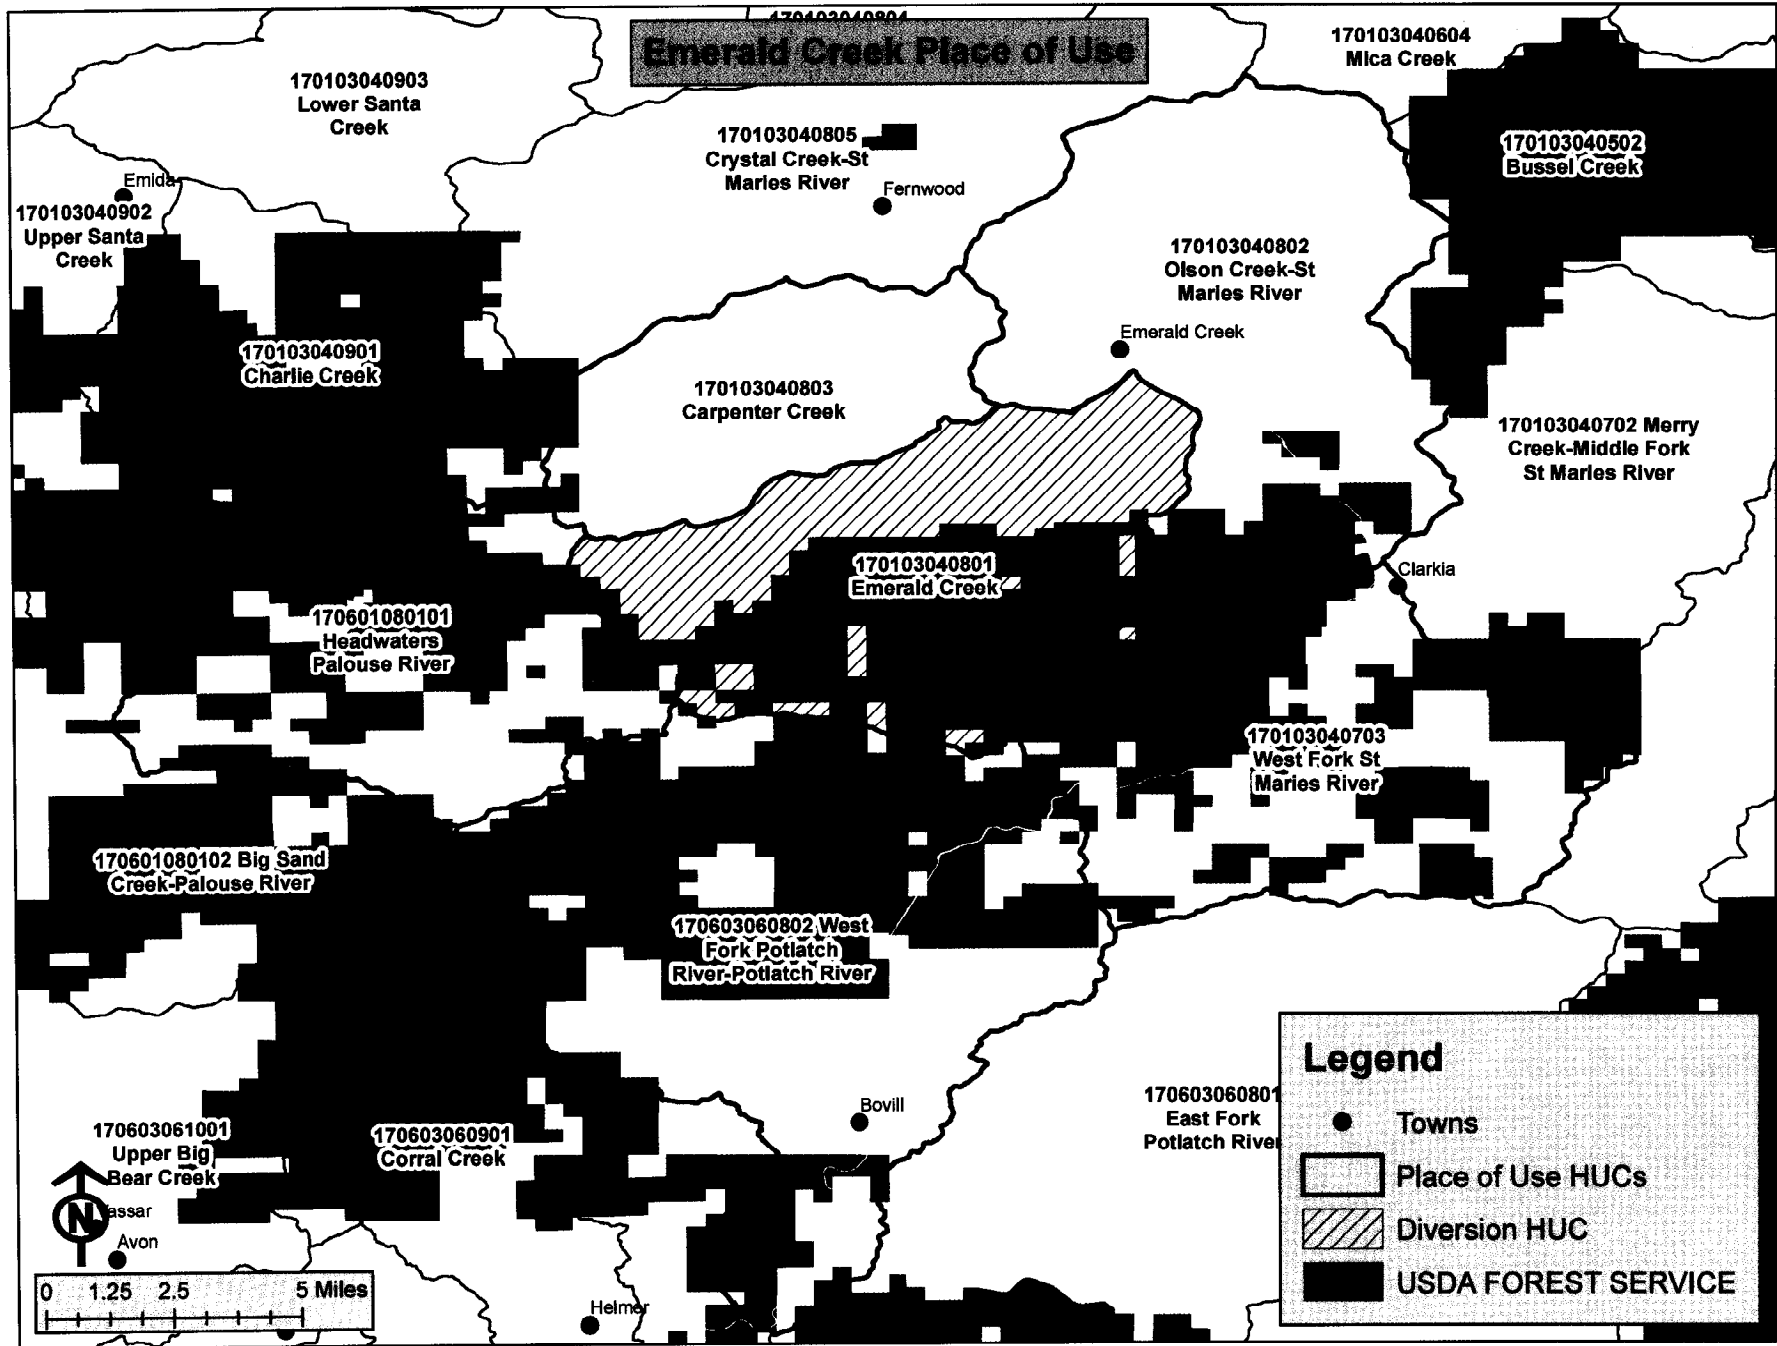 170103040804
Emerald Creek Place of Use
170103040604
Mica Creek
170103040903
Lower Santa
Creek
170103040805
Crystal Creek-St
Maries River
170103040502
Bussel Creek
Emida
Fernwood
170103040902
Upper Santa
Creek
170103040802
Olson Creek-St
Maries River
Emerald Creek
170103040901
Charlie Creek
170103040803
Carpenter Creek
170103040702 Merry
Creek-Middle Fork
St Maries River
170103040801
Emerald Creek
Clarkia
170601080101
Headwaters
Palouse River
170103040703
West Fork St
Maries River
170601080102 Big Sand
Creek-Palouse River
170603060802 West
Fork Potlatch
River-Potlatch River
Legend
Towns
Place of Use HUCs
Diversion HUC
USDA FOREST SERVICE
170603060801
East Fork
Potlatch River
Bovill
170603061001
Upper Big
Bear Creek
170603060901
Corral Creek
N
assar
Avon
0 1.25 2.5 5 Miles
Helmer